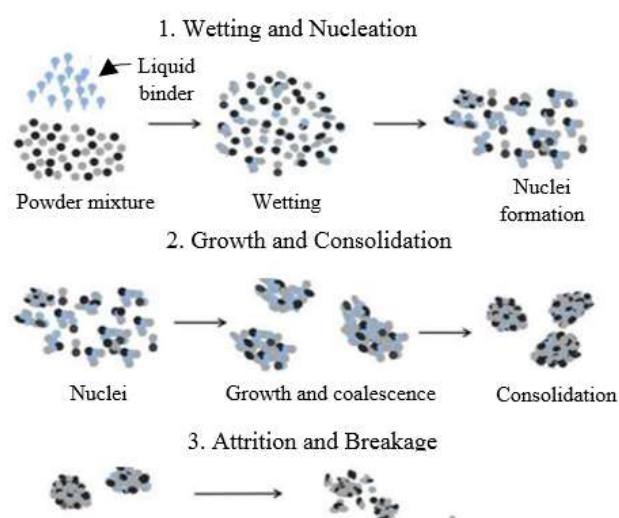 1. Wetting and Nucleation
Liquid
binder
Powder mixture
Wetting
Nuclei
formation
2. Growth and Consolidation
Nuclei
Growth and coalescence
Consolidation
3. Attrition and Breakage